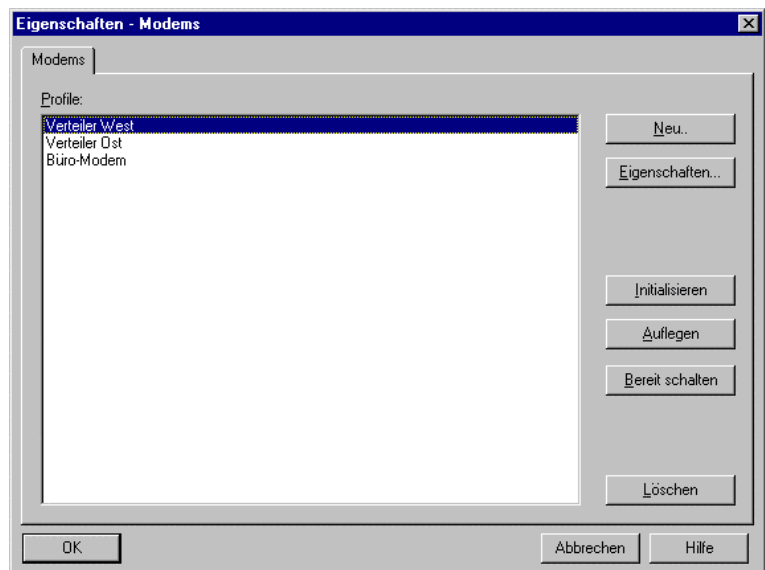 Eigenschaften - Modems
Modems
Profile:
Verteiler West
Verteiler Ost
Büro-Modem
Neu..
Eigenschaften...
Initialisieren
Auflegen
Bereit schalten
Löschen
OK
Abbrechen
Hilfe